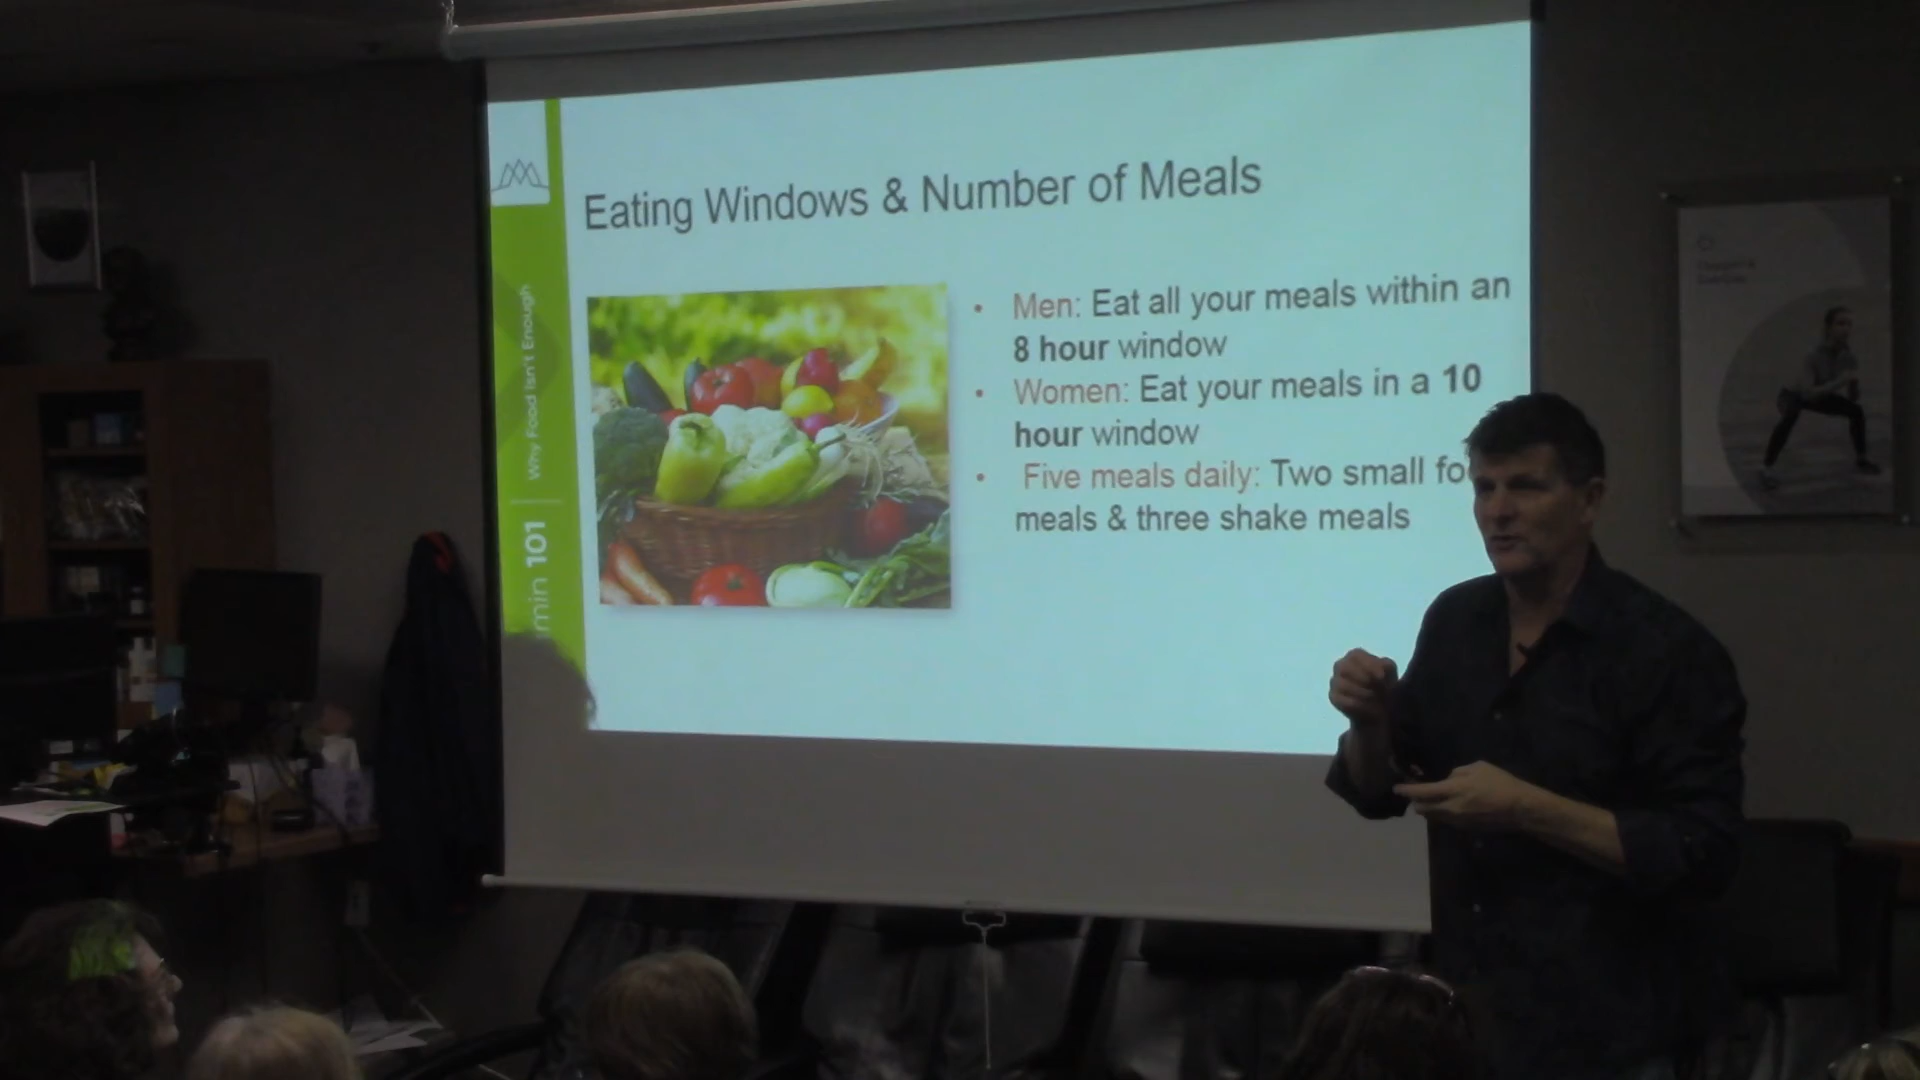 Eating Windows & Number of Meals
• Men: Eat all your meals within an
8 hour window
• Women: Eat your meals in a 10
hour window
• Five meals daily: Two small fo
meals & three shake meals
Why Food Isn't Enough
min 101